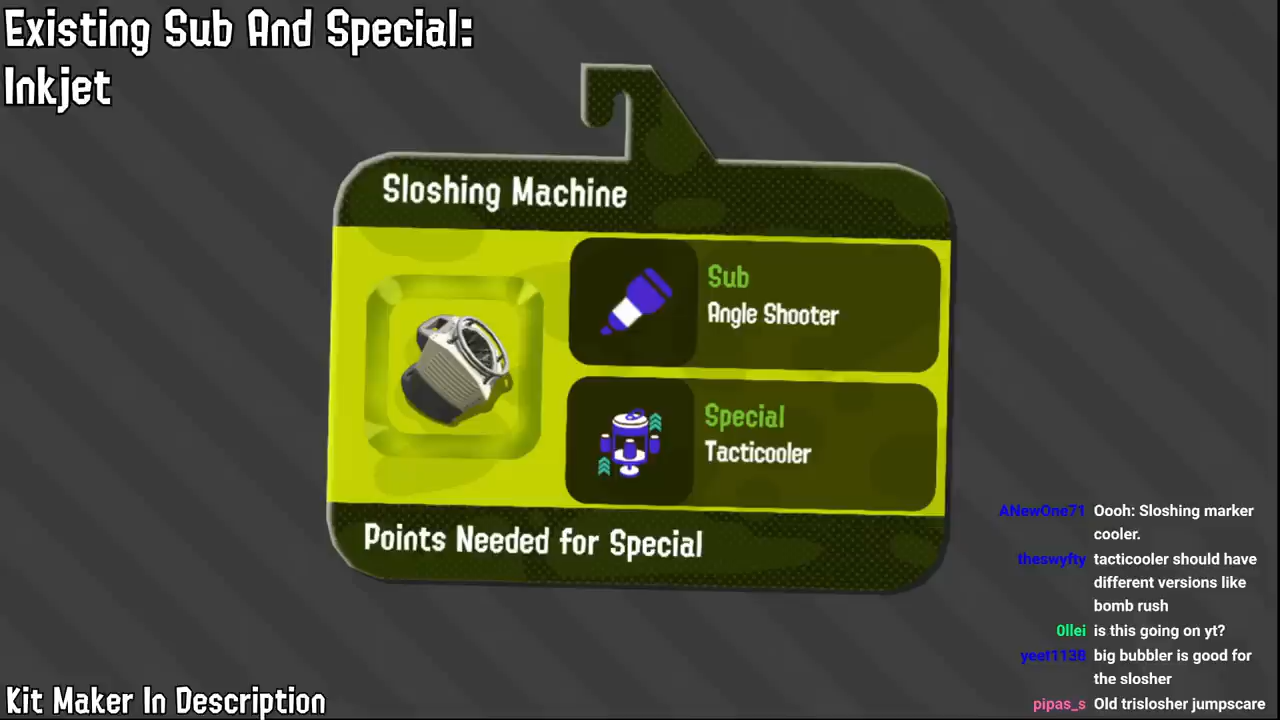 Existing Sub And Special:
Inkjet
Sloshing Machine
Sub
Angle Shooter
Special
Tacticooler
Points Needed for Special
ANewOne71 Oooh: Sloshing marker
cooler.
theswyfty tacticooler should have
different versions like
bomb rush
0llei is this going on yt?
yeet1138 big bubbler is good for
the slosher
pipas_s Old trislosher jumpscare
Kit Maker In Description